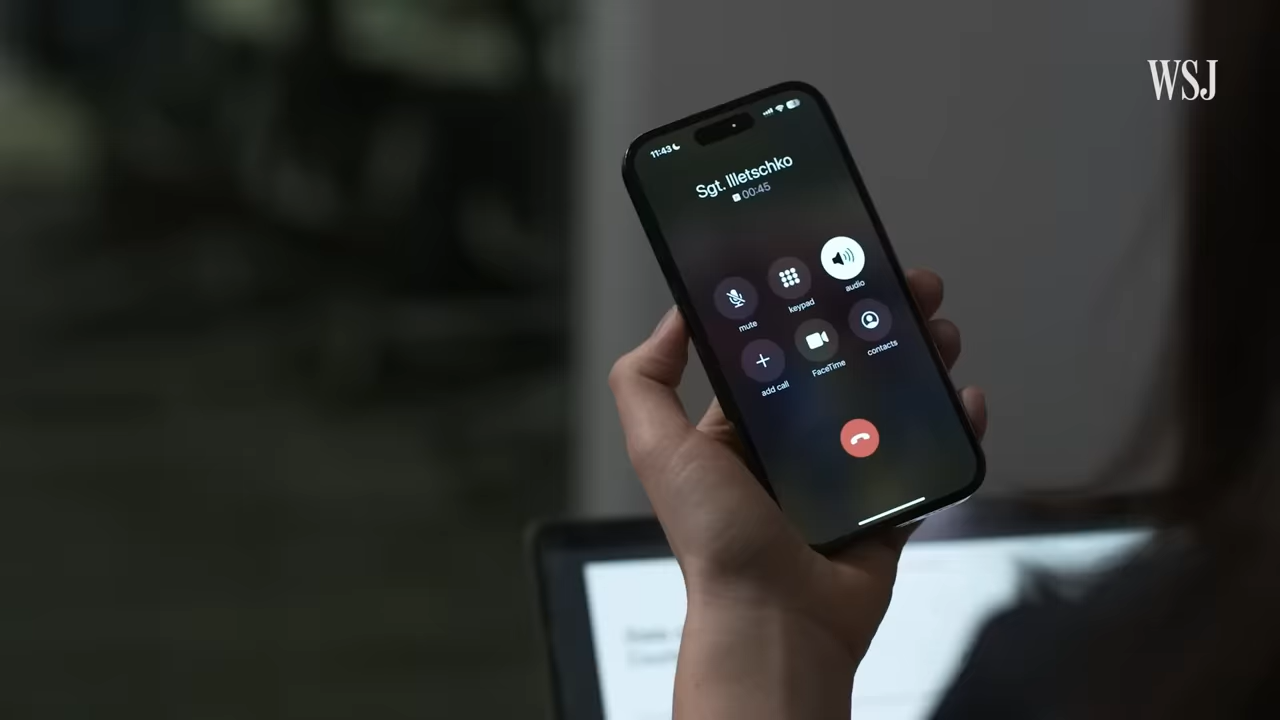 WSJ
11:43
Sgt. Illetschko
00:45
mute
keypad
audio
add call
FaceTime
contacts